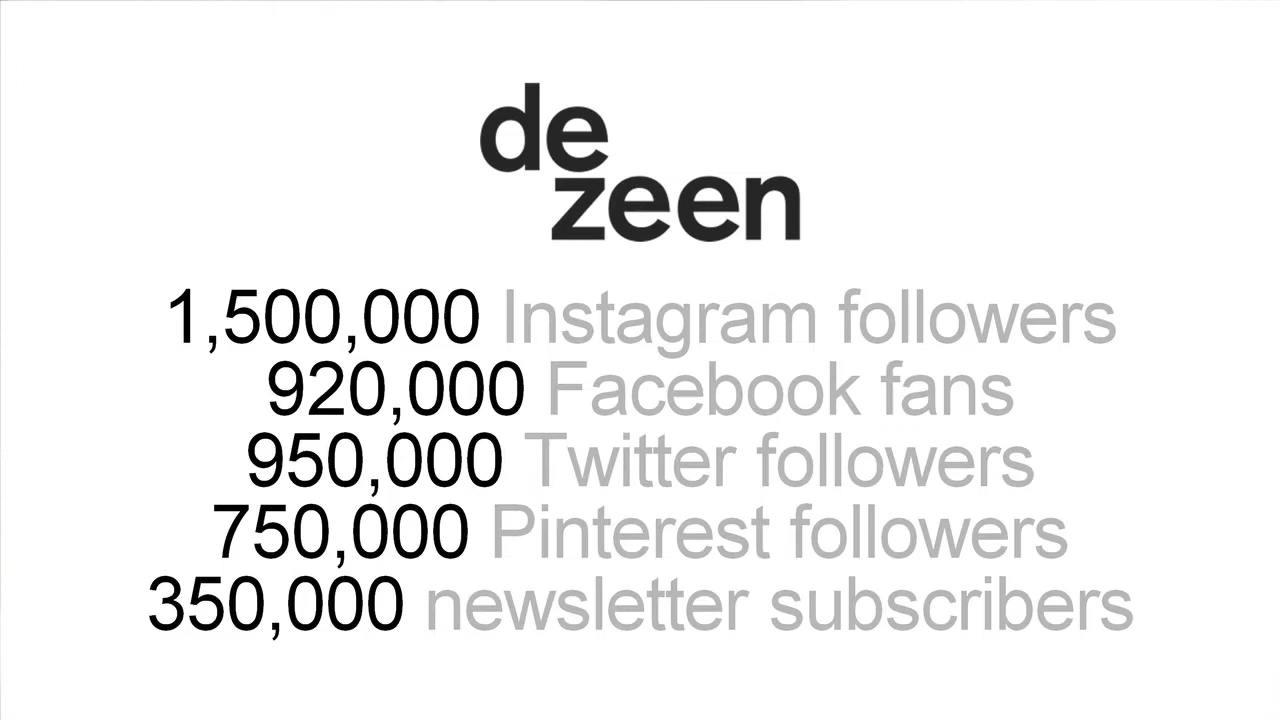 de
zeen
1,500,000 Instagram followers
920,000 Facebook fans
950,000 Twitter followers
750,000 Pinterest followers
350,000 newsletter subscribers